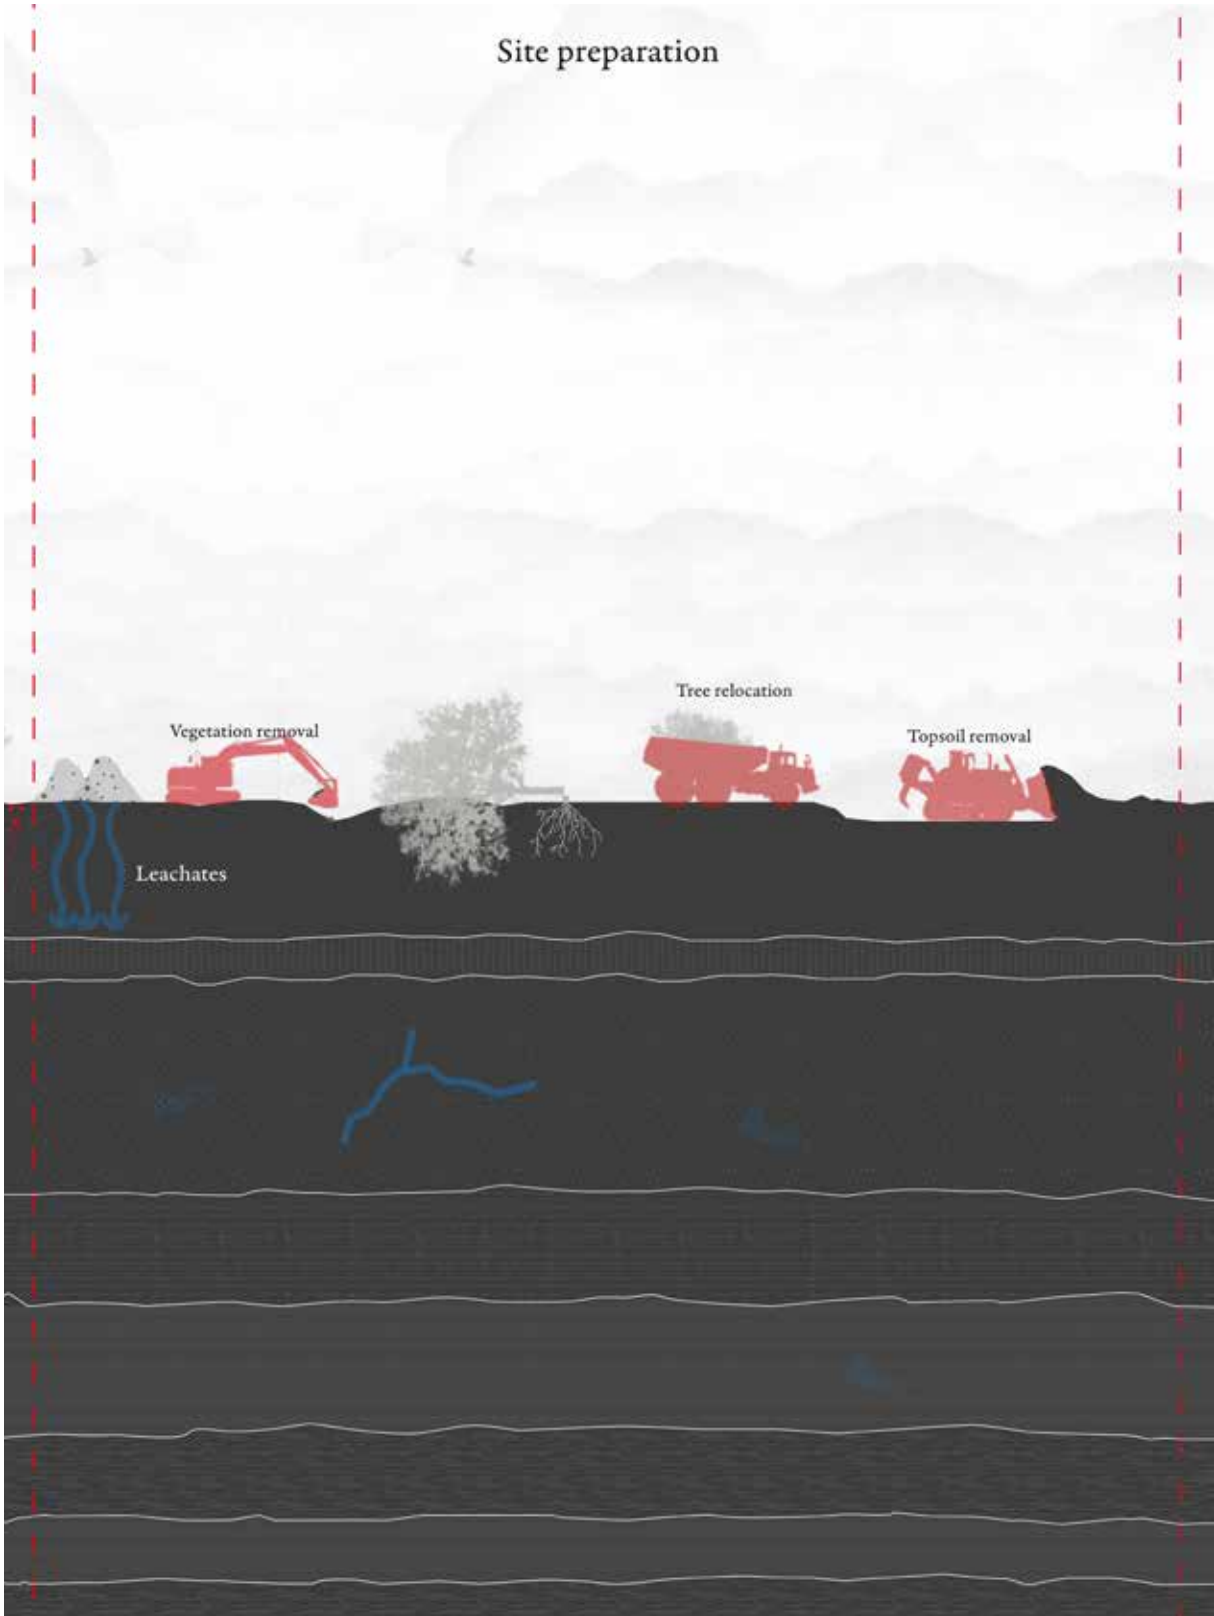 Site preparation
Tree relocation
Vegetation removal
Topsoil removal
Leachates